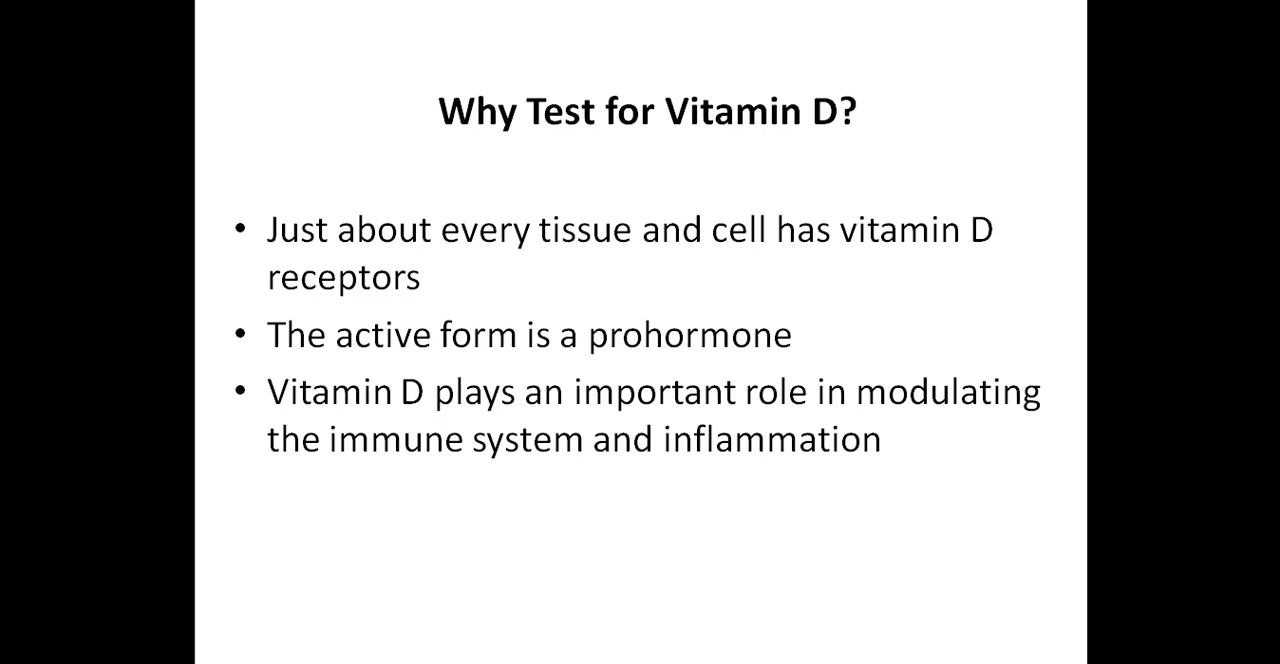 Why Test for Vitamin D?
• Just about every tissue and cell has vitamin D
receptors
• The active form is a prohormone
• Vitamin D plays an important role in modulating
the immune system and inflammation